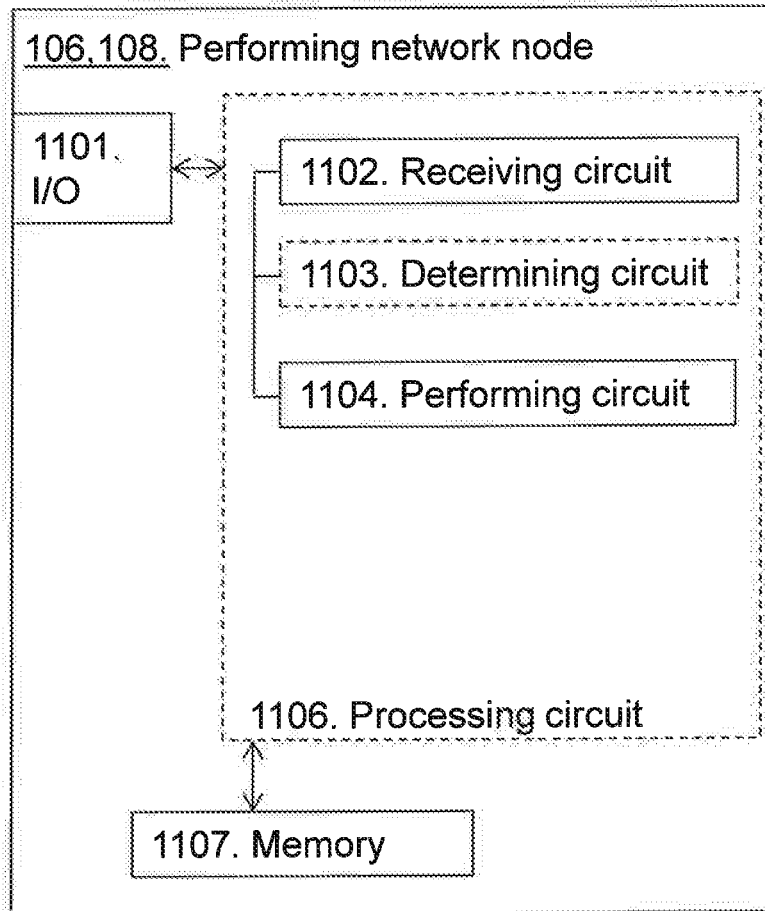 106,108. Performing network node
1101.
I/O
1102. Receiving circuit
1103. Determining circuit
1104. Performing circuit
1106. Processing circuit
1107. Memory